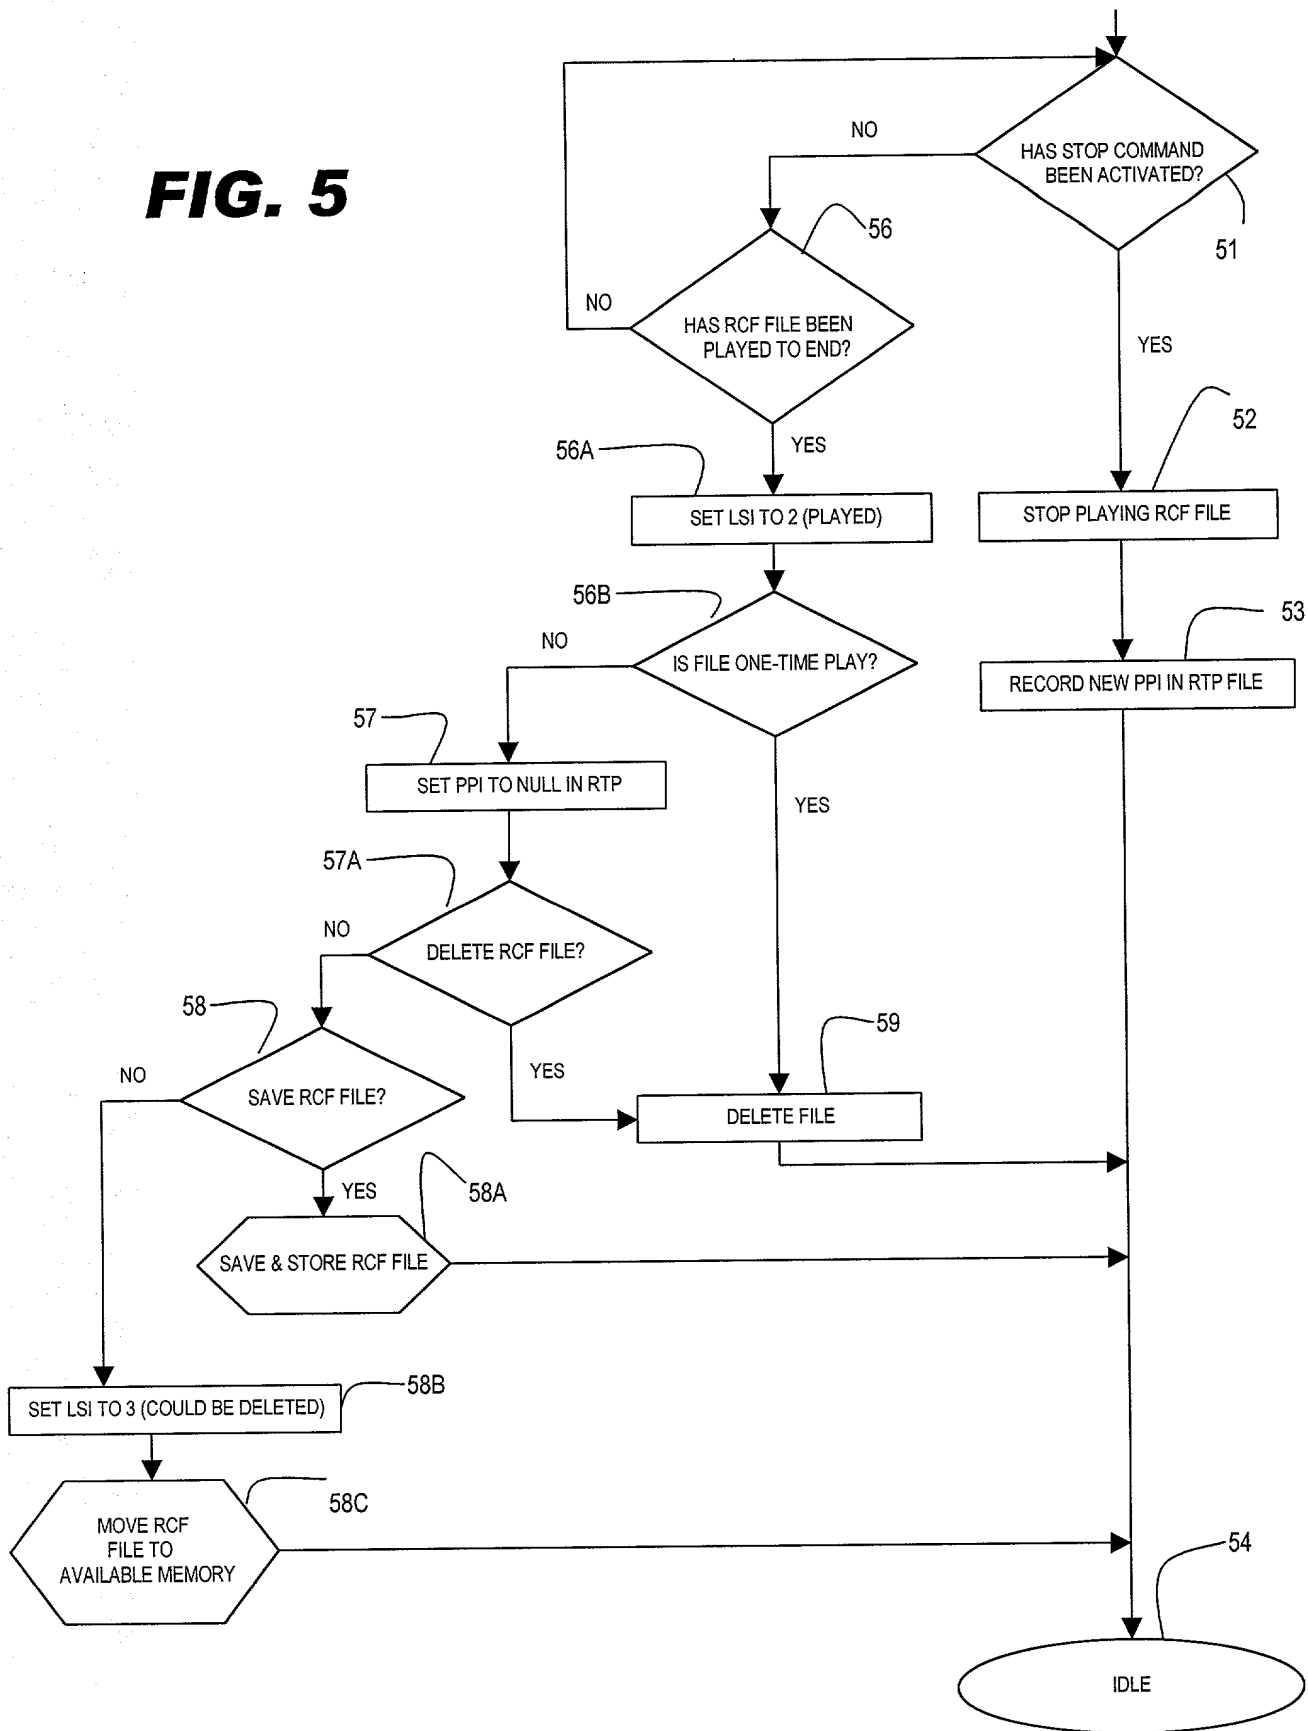 FIG. 5
NO
HAS STOP COMMAND
BEEN ACTIVATED?
51
56
NO
HAS RCF FILE BEEN
PLAYED TO END?
YES
52
56A
YES
SET LSI TO 2 (PLAYED)
STOP PLAYING RCF FILE
56B
53
NO
IS FILE ONE-TIME PLAY?
RECORD NEW PPI IN RTP FILE
57
SET PPI TO NULL IN RTP
YES
57A
NO
DELETE RCF FILE?
58
59
NO
YES
SAVE RCF FILE?
DELETE FILE
YES
58A
SAVE & STORE RCF FILE
58B
SET LSI TO 3 (COULD BE DELETED)
58C
MOVE RCF
FILE TO
AVAILABLE MEMORY
54
IDLE